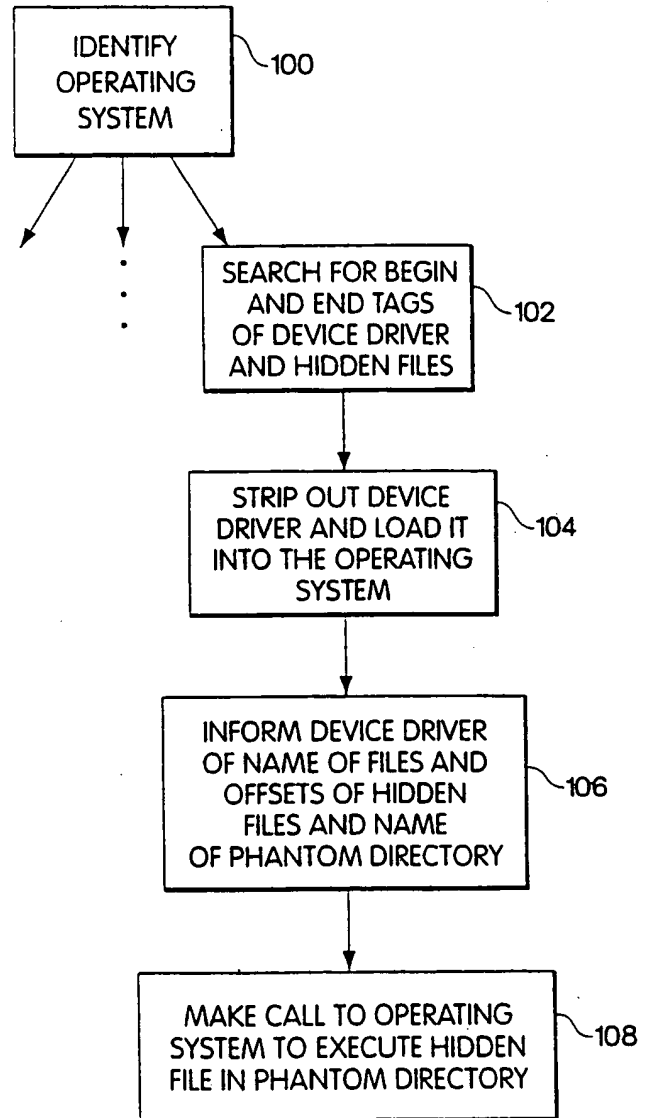 IDENTIFY
OPERATING
SYSTEM
100
SEARCH FOR BEGIN
AND END TAGS
OF DEVICE DRIVER
AND HIDDEN FILES
102
STRIP OUT DEVICE
DRIVER AND LOAD IT
INTO THE OPERATING
SYSTEM
104
INFORM DEVICE DRIVER
OF NAME OF FILES AND
OFFSETS OF HIDDEN
FILES AND NAME
OF PHANTOM DIRECTORY
106
MAKE CALL TO OPERATING
SYSTEM TO EXECUTE HIDDEN
FILE IN PHANTOM DIRECTORY
108